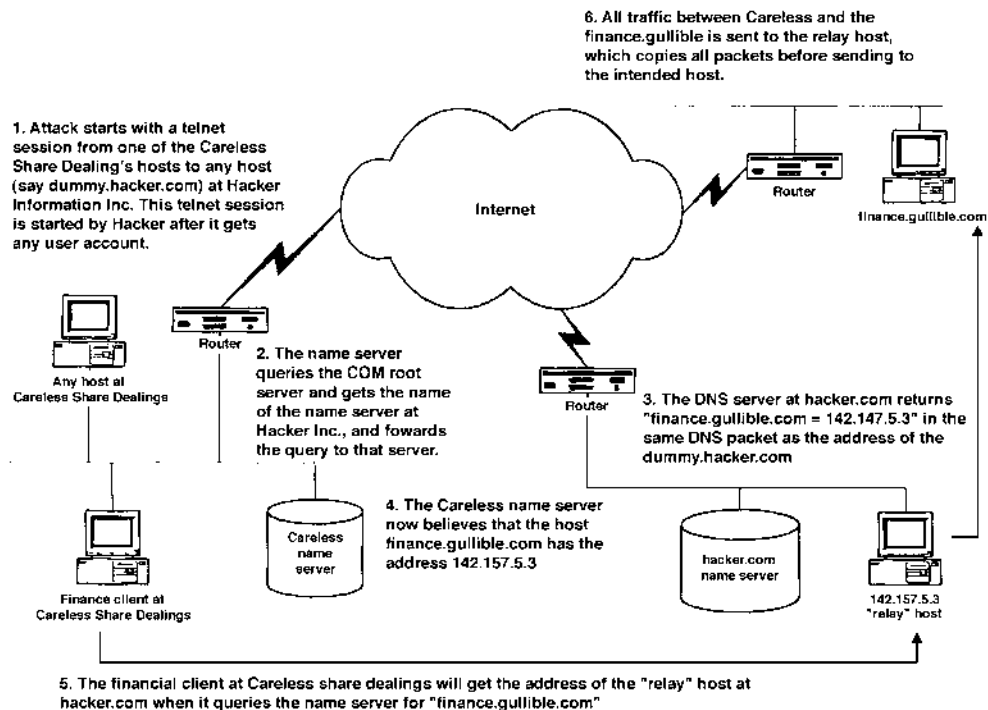 6. All traffic between Careless and the
finance.gullible is sent to the relay host,
which copies all packets before sending to
the intended host.
1. Attack starts with a telnet
session from one of the Careless
Share Dealing's hosts to any host
(say dummy.hacker.com) at Hacker
Information Inc. This telnet session
is started by Hacker after it gets
any user account.
Internet
Router
finance.gullible.com
Router
Any host at
Careless Share Dealings
2. The name server
queries the COM root
server and gets the name
of the name server at
Hacker Inc., and fowards
the query to that server.
Router
3. The DNS server at hacker.com returns
"finance.gullible.com = 142.147.5.3" in the
same DNS packet as the address of the
dummy.hacker.com
Careless
name
server
4. The Careless name server
now believes that the host
finance.gullible.com has the
address 142.157.5.3
hacker.com
name server
Finance client at
Careless Share Dealings
142.157.5.3
"relay" host
5. The financial client at Careless share dealings will get the address of the "relay" host at
hacker.com when it queries the name server for "finance.gullible.com"